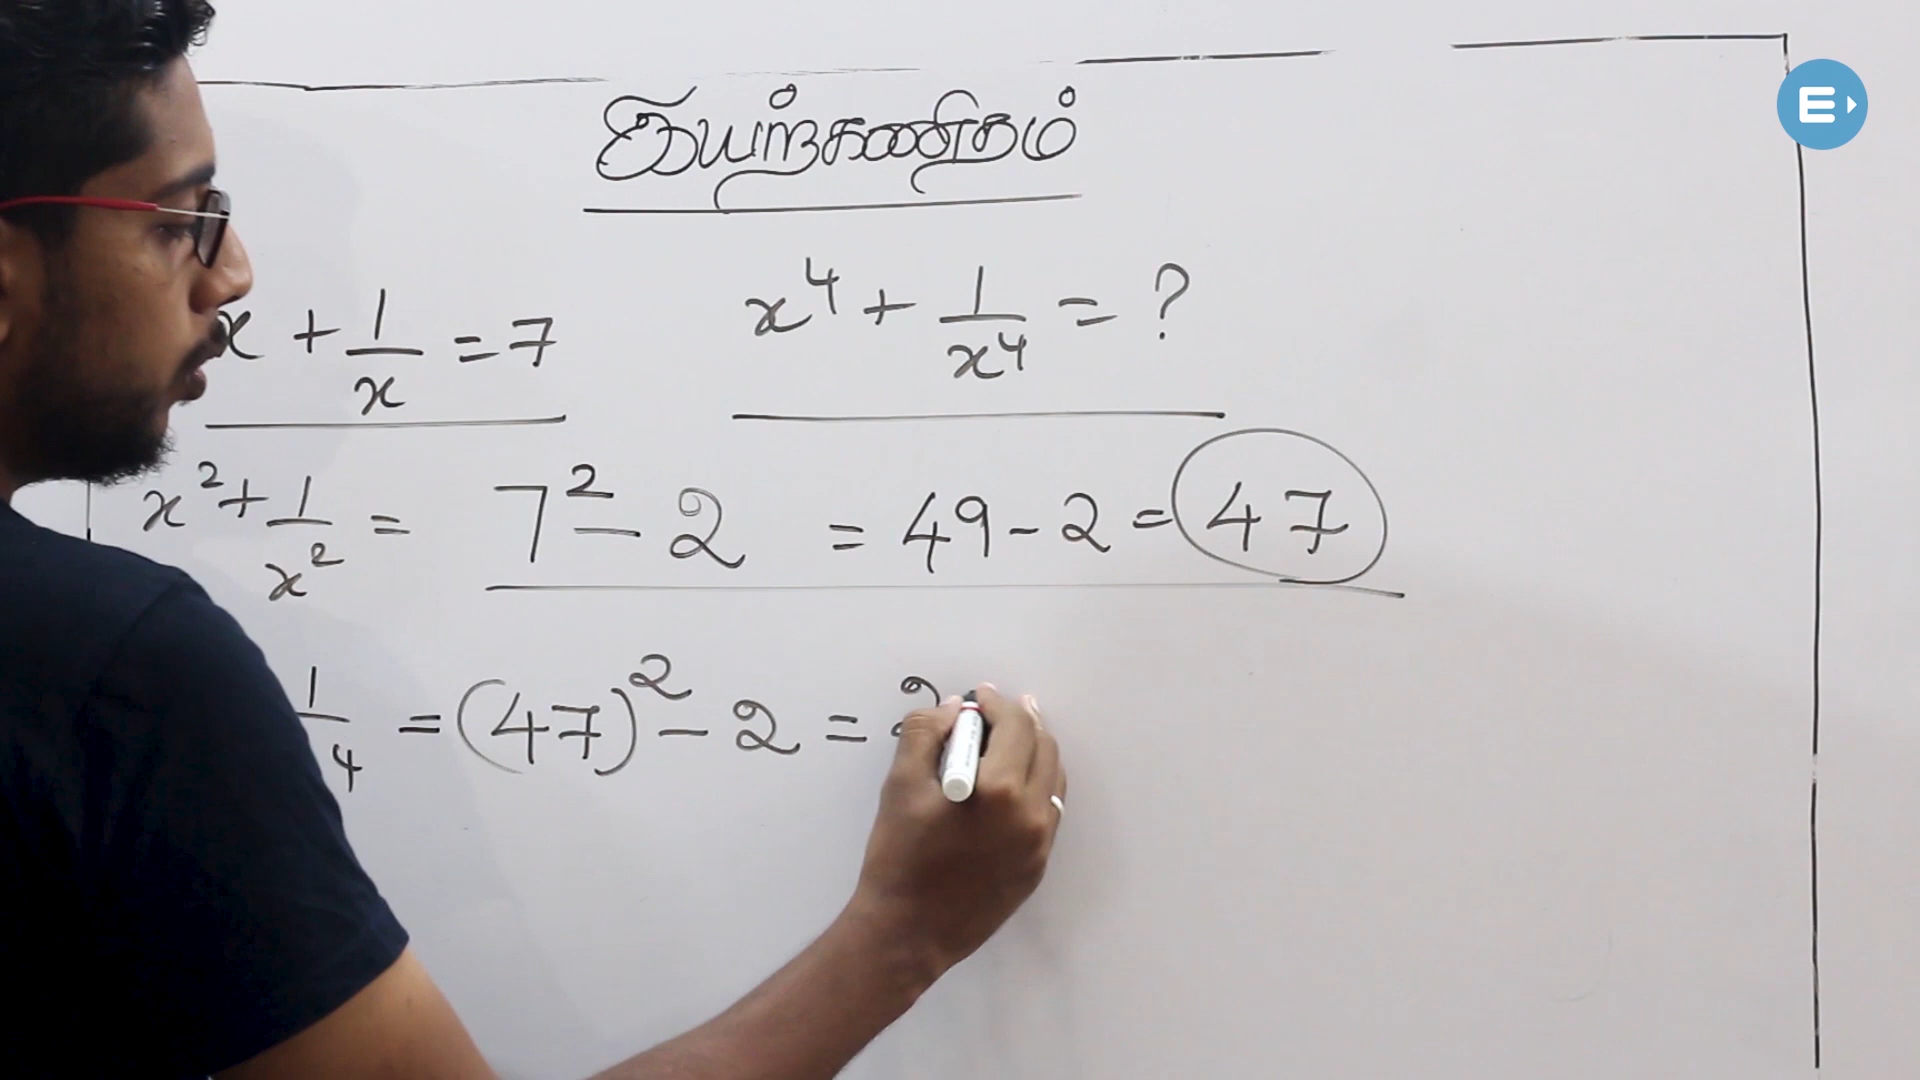 இயற்கணிதம்
x + 1/x = 7    x⁴ + 1/x⁴ = ?
x² + 1/x² = 7² - 2 = 49 - 2 = 47
1/ 4 = (47)² - 2 = 2
E